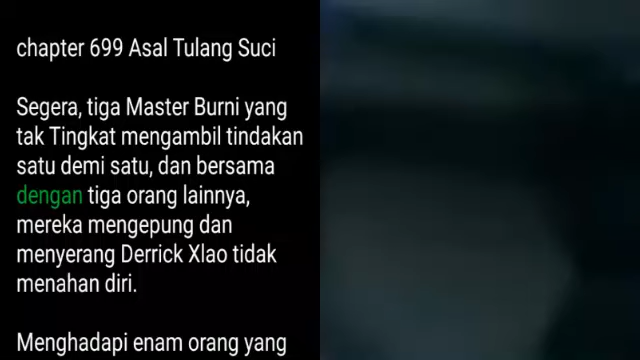 chapter 699 Asal Tulang Suci
Segera, tiga Master Burni yang
tak Tingkat mengambil tindakan
satu demi satu, dan bersama
dengan tiga orang lainnya,
mereka mengepung dan
menyerang Derrick Xlao tidak
menahan diri.
Menghadapi enam orang yang